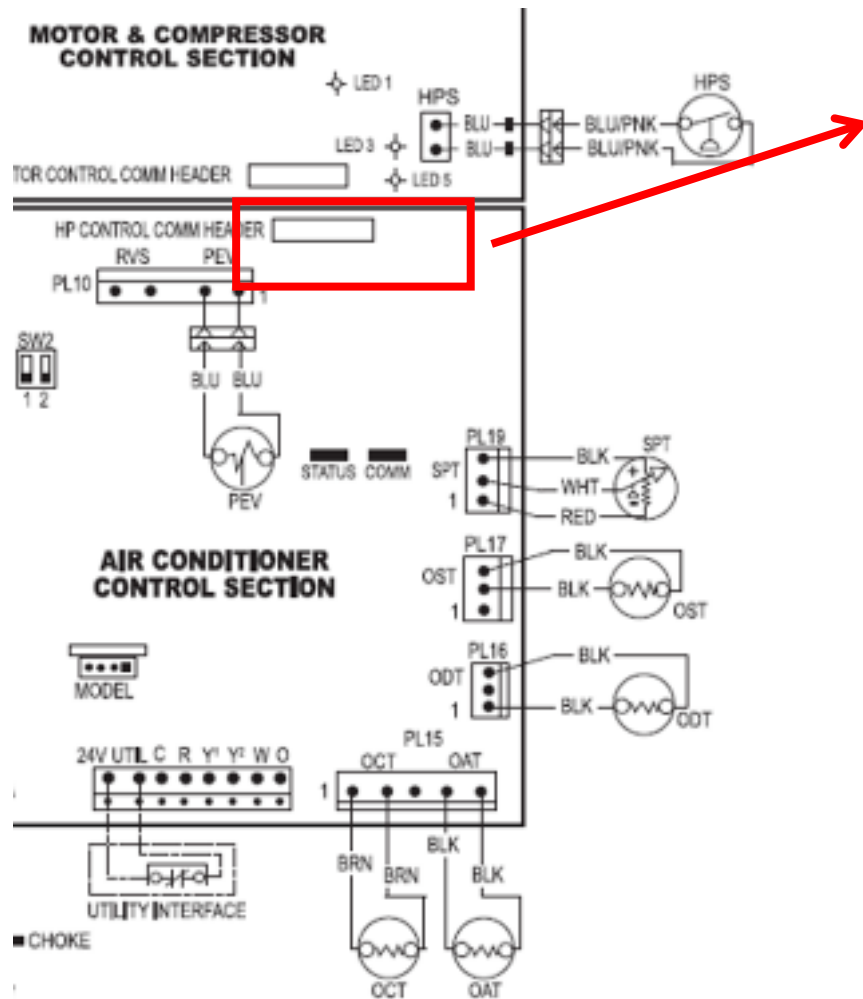 MOTOR & COMPRESSOR
CONTROL SECTION
LED 1
HPS
HPS
BLU
BLU/PNK
LED 3
BLU
BLU/PNK
TOR CONTROL COMM HEADER
LED 5
HP CONTROL COMM HEADER
RVS PEV
PL10
1
SW2
1 2
BLU BLU
PEV
STATUS COMM
PL19
SPT
1
BLK
WHT
RED
SPT
PL17
OST
1
BLK
BLK
OST
AIR CONDITIONER
CONTROL SECTION
PL16
ODT
1
BLK
BLK
ODT
MODEL
24V UTIL C R Y¹ Y² W O
PL15
OCT OAT
1
BRN BRN BLK BLK
UTILITY INTERFACE
CHOKE
OCT OAT